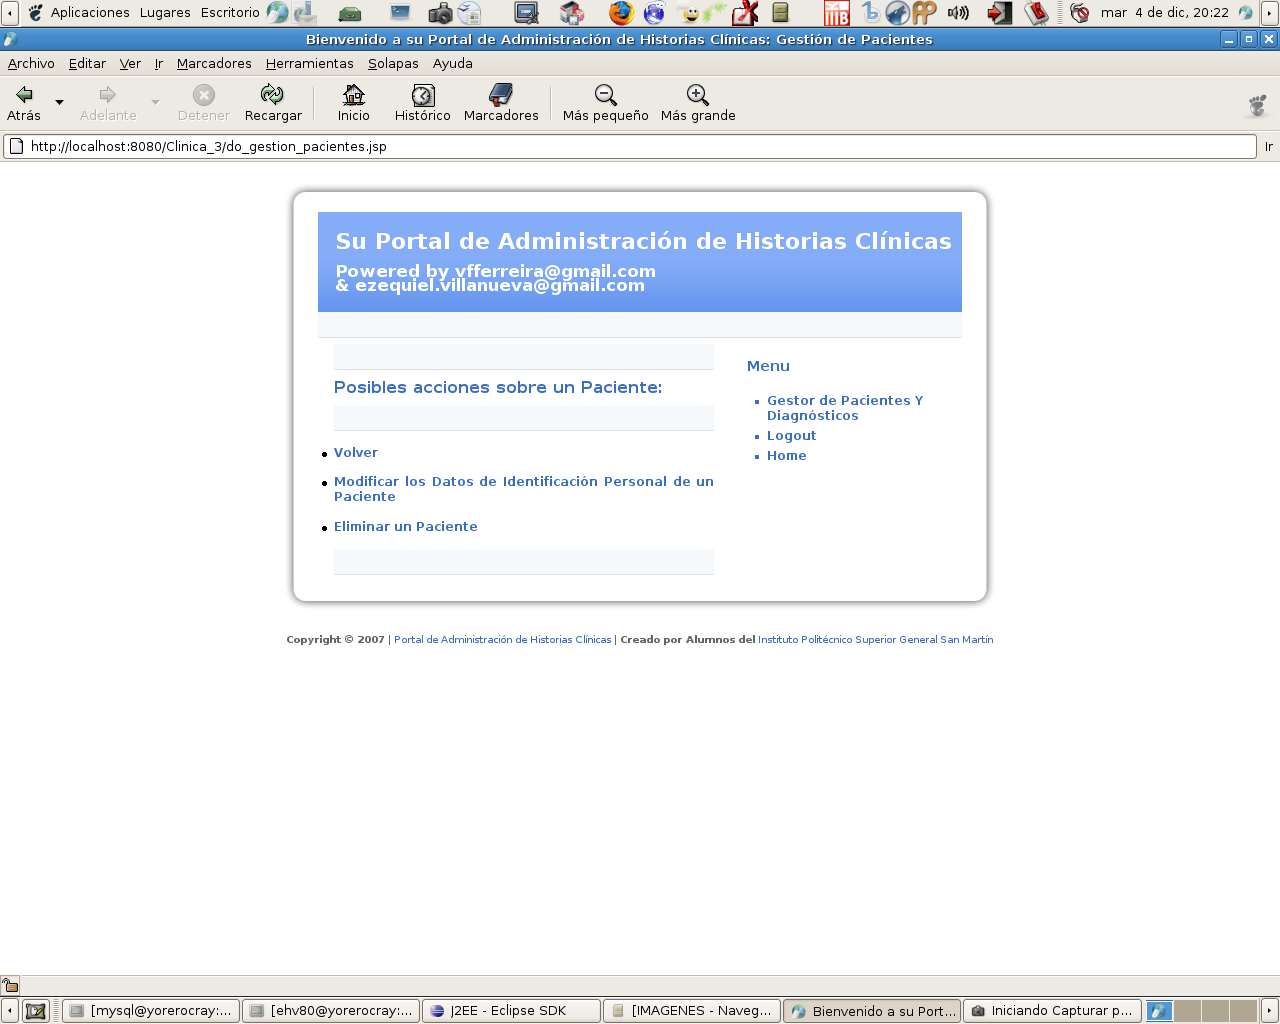 Aplicaciones Lugares Escritorio mar 4 de dic, 20:22
Bienvenido a su Portal de Administración de Historias Clínicas: Gestión de Pacientes
Archivo Editar Ver Ir Marcadores Herramientas Solapas Ayuda
Atrás Adelante Detener Recargar Inicio Histórico Marcadores Más pequeño Más grande
http://localhost:8080/Clinica_3/do_gestion_pacientes.jsp Ir
Su Portal de Administración de Historias Clínicas
Powered by vfferreira@gmail.com
& ezequiel.villanueva@gmail.com
Posibles acciones sobre un Paciente:
Volver
Modificar los Datos de Identificación Personal de un
Paciente
Eliminar un Paciente
Menu
Gestor de Pacientes Y
Diagnósticos
Logout
Home
Copyright © 2007 | Portal de Administración de Historias Clínicas | Creado por Alumnos del Instituto Politécnico Superior General San Martín
[mysql@yorerocray:... [ehv80@yorerocray:... J2EE - Eclipse SDK [IMAGENES - Naveg... Bienvenido a su Port... Iniciando Capturar p...